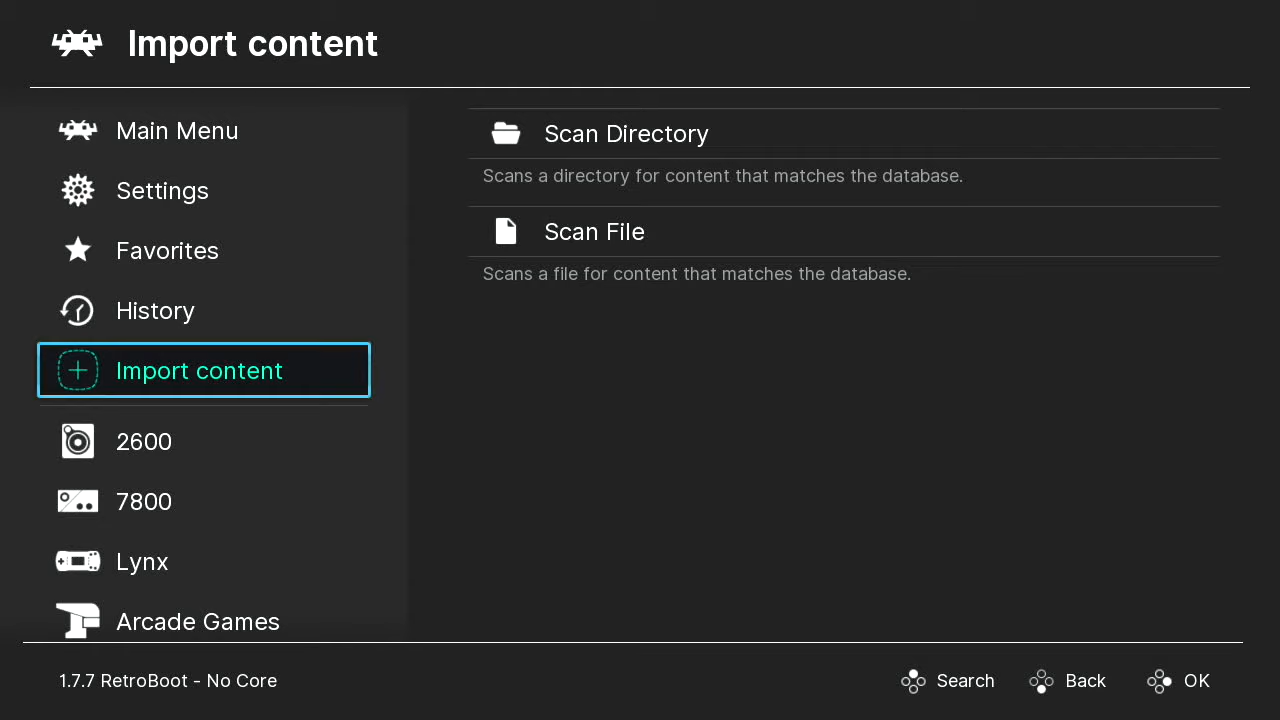 Import content
Main Menu
Settings
Favorites
History
Import content
2600
7800
Lynx
Arcade Games
Scan Directory
Scans a directory for content that matches the database.
Scan File
Scans a file for content that matches the database.
1.7.7 RetroBoot - No Core
Search
Back
OK